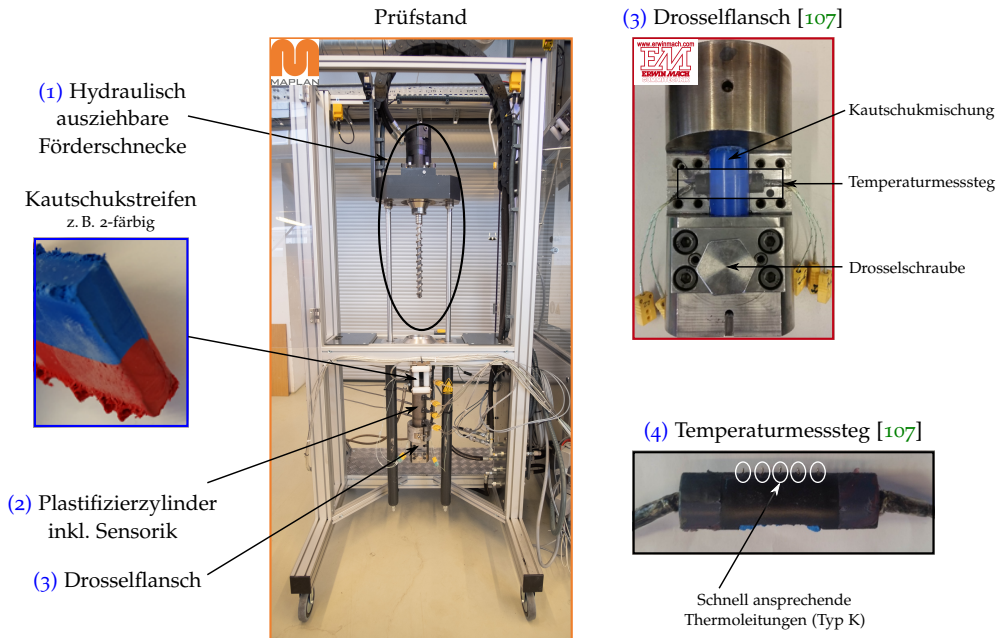 Prüfstand
MAPLAN
(1) Hydraulisch
ausziehbare
Förderschnecke
Kautschukstreifen
z. B. 2-färbig
(2) Plastifizierzylinder
inkl. Sensorik
(3) Drosselflansch
(3) Drosselflansch [107]
www.erwinmach.com
EM
ERWIN MACH
Kautschukmischung
Temperaturmesssteg
Drosselschraube
(4) Temperaturmesssteg [107]
Schnell ansprechende
Thermoleitungen (Typ K)